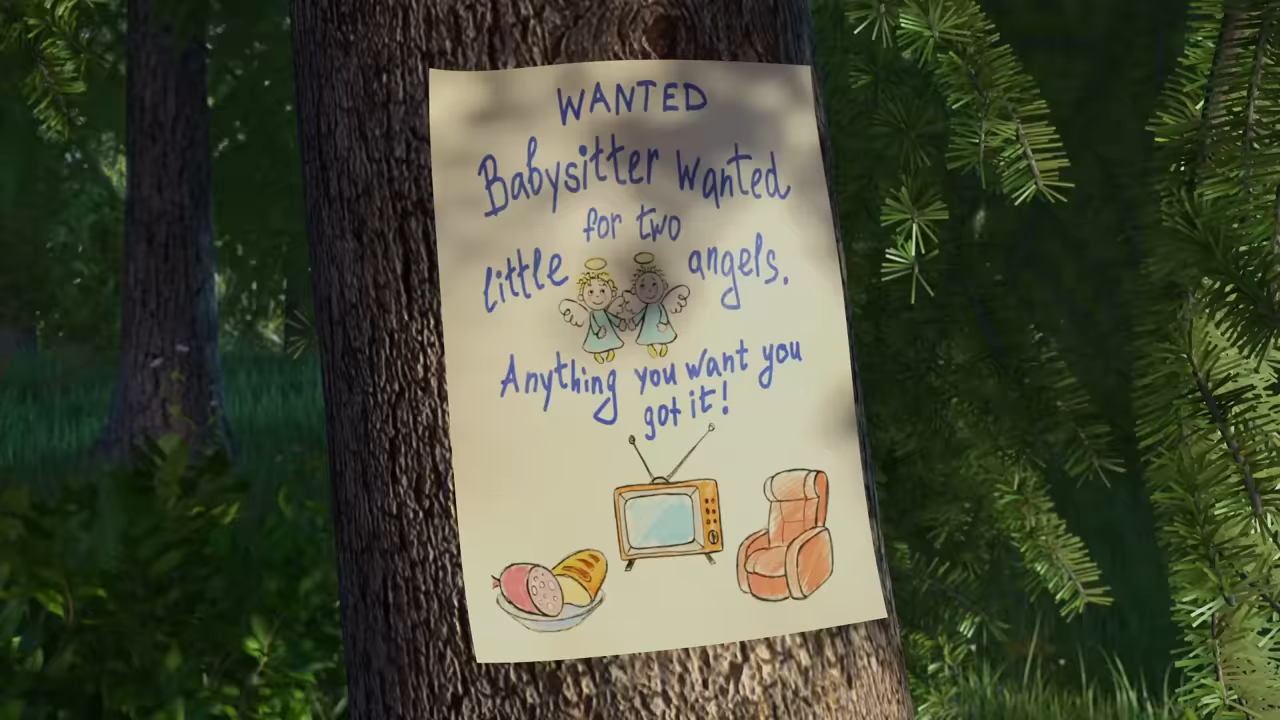 WANTED
Babysitter wanted
for two
little angels.
Anything you want you
got it!